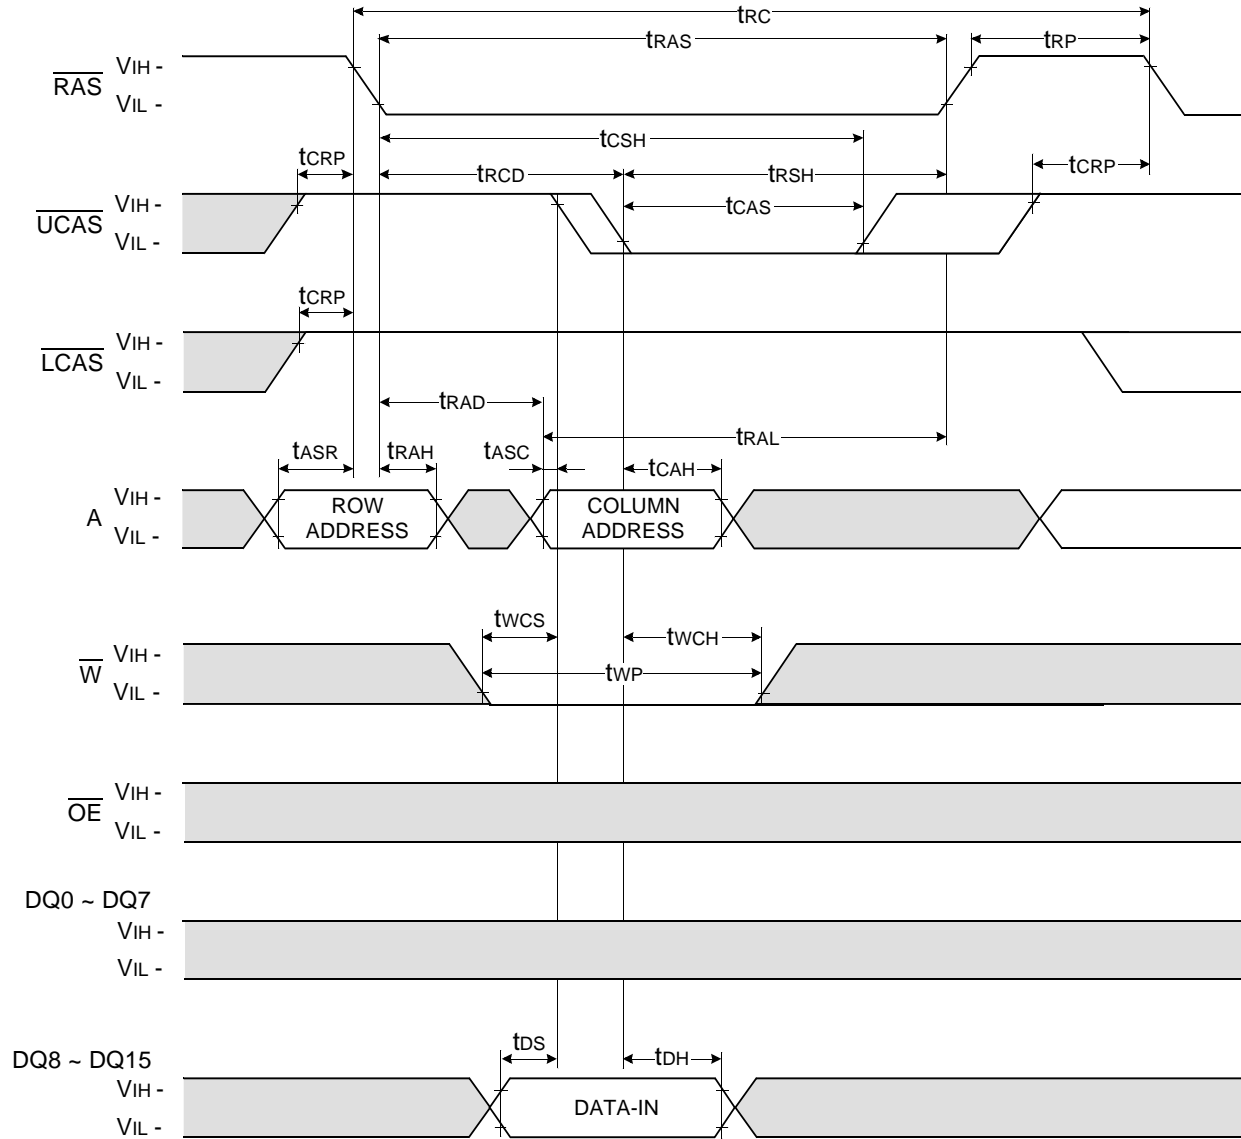 tRC
tRAS
tRP
RAS
VIH -
VIL -
tCSH
tCRP
tRCD
tRSH
tCRP
UCAS
VIH -
VIL -
tCAS
tCRP
LCAS
VIH -
VIL -
tRAD
tRAL
tASR
tRAH
tASC
tCAH
A
VIH -
VIL -
ROW
ADDRESS
COLUMN
ADDRESS
tWCS
tWCH
tWP
W
VIH -
VIL -
OE
VIH -
VIL -
DQ0 ~ DQ7
VIH -
VIL -
tDS
tDH
DQ8 ~ DQ15
VIH -
VIL -
DATA-IN